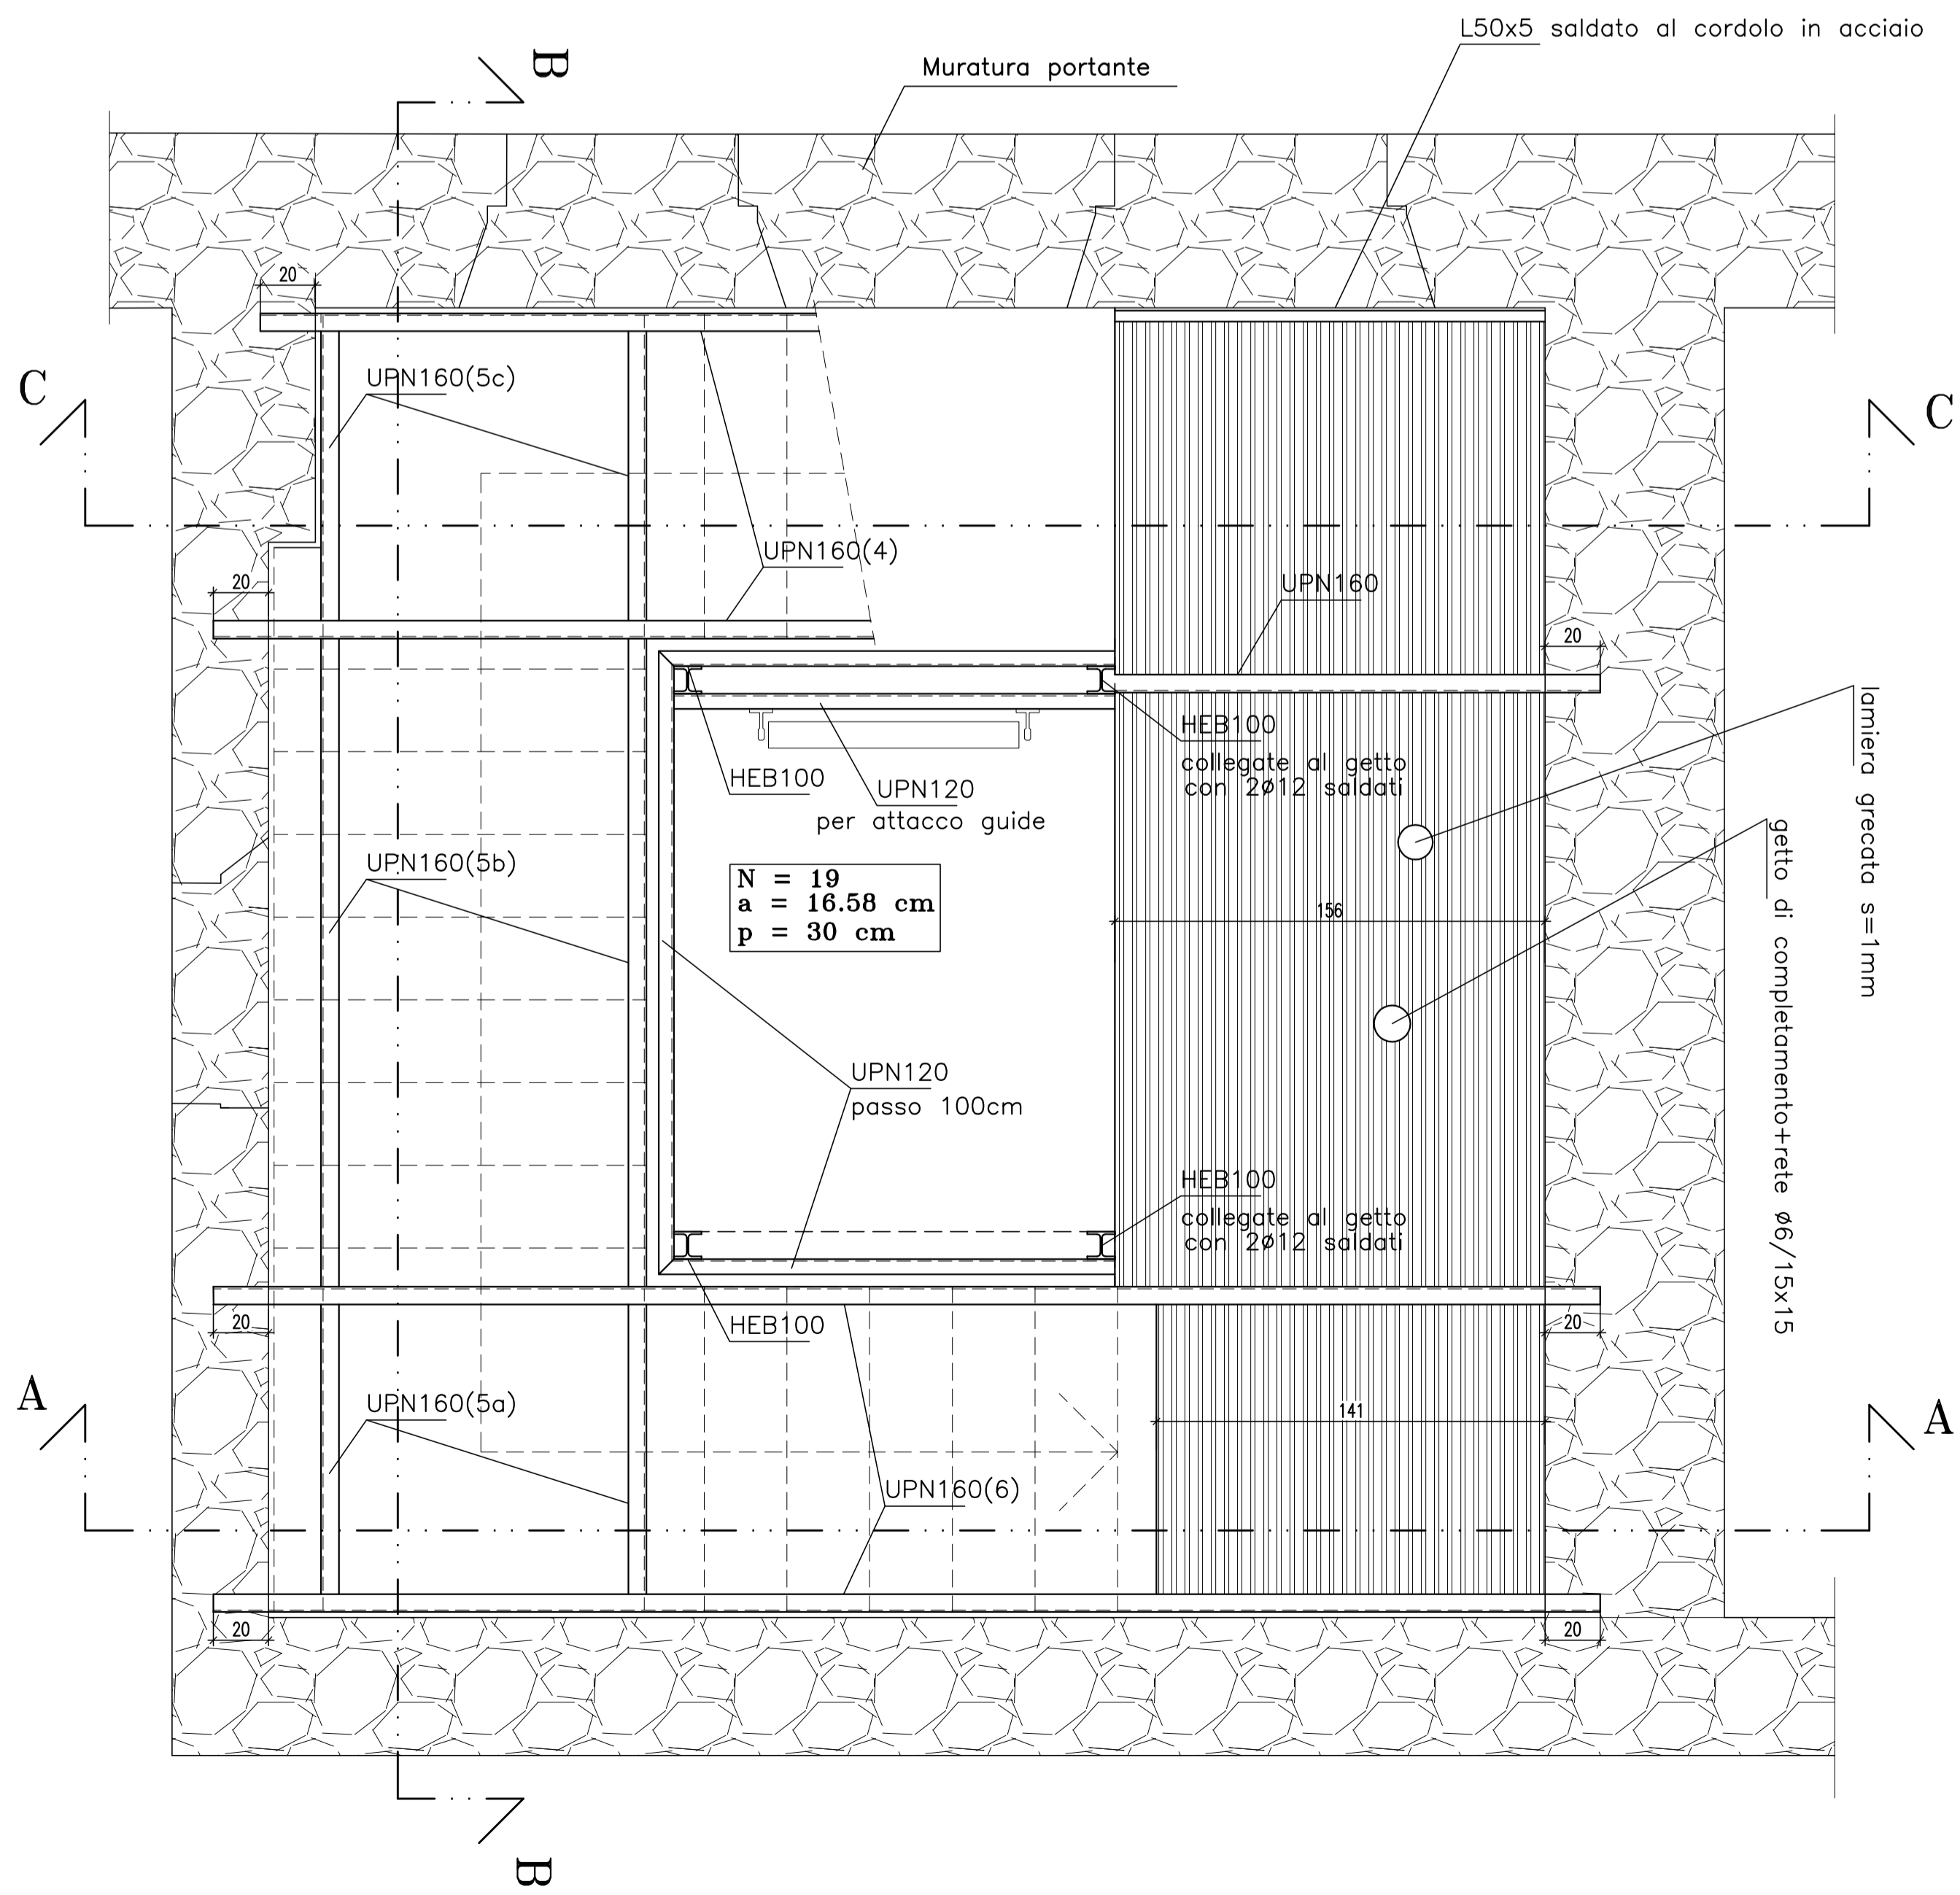 L50x5 saldato al cordolo in acciaio
Muratura portante
B
20
C
UPN160(5c)
C
UPN160(4)
UPN160
20
20
lamiera grecata s=1mm
HEB100
collegate al getto
con 2ø12 saldati
HEB100
UPN120
per attacco guide
getto di completamento+rete ø6/15x15
UPN160(5b)
N = 19
a = 16.58 cm
p = 30 cm
156
UPN120
passo 100cm
HEB100
collegate al getto
con 2ø12 saldati
20
HEB100
20
A
UPN160(5a)
141
A
UPN160(6)
20
20
B